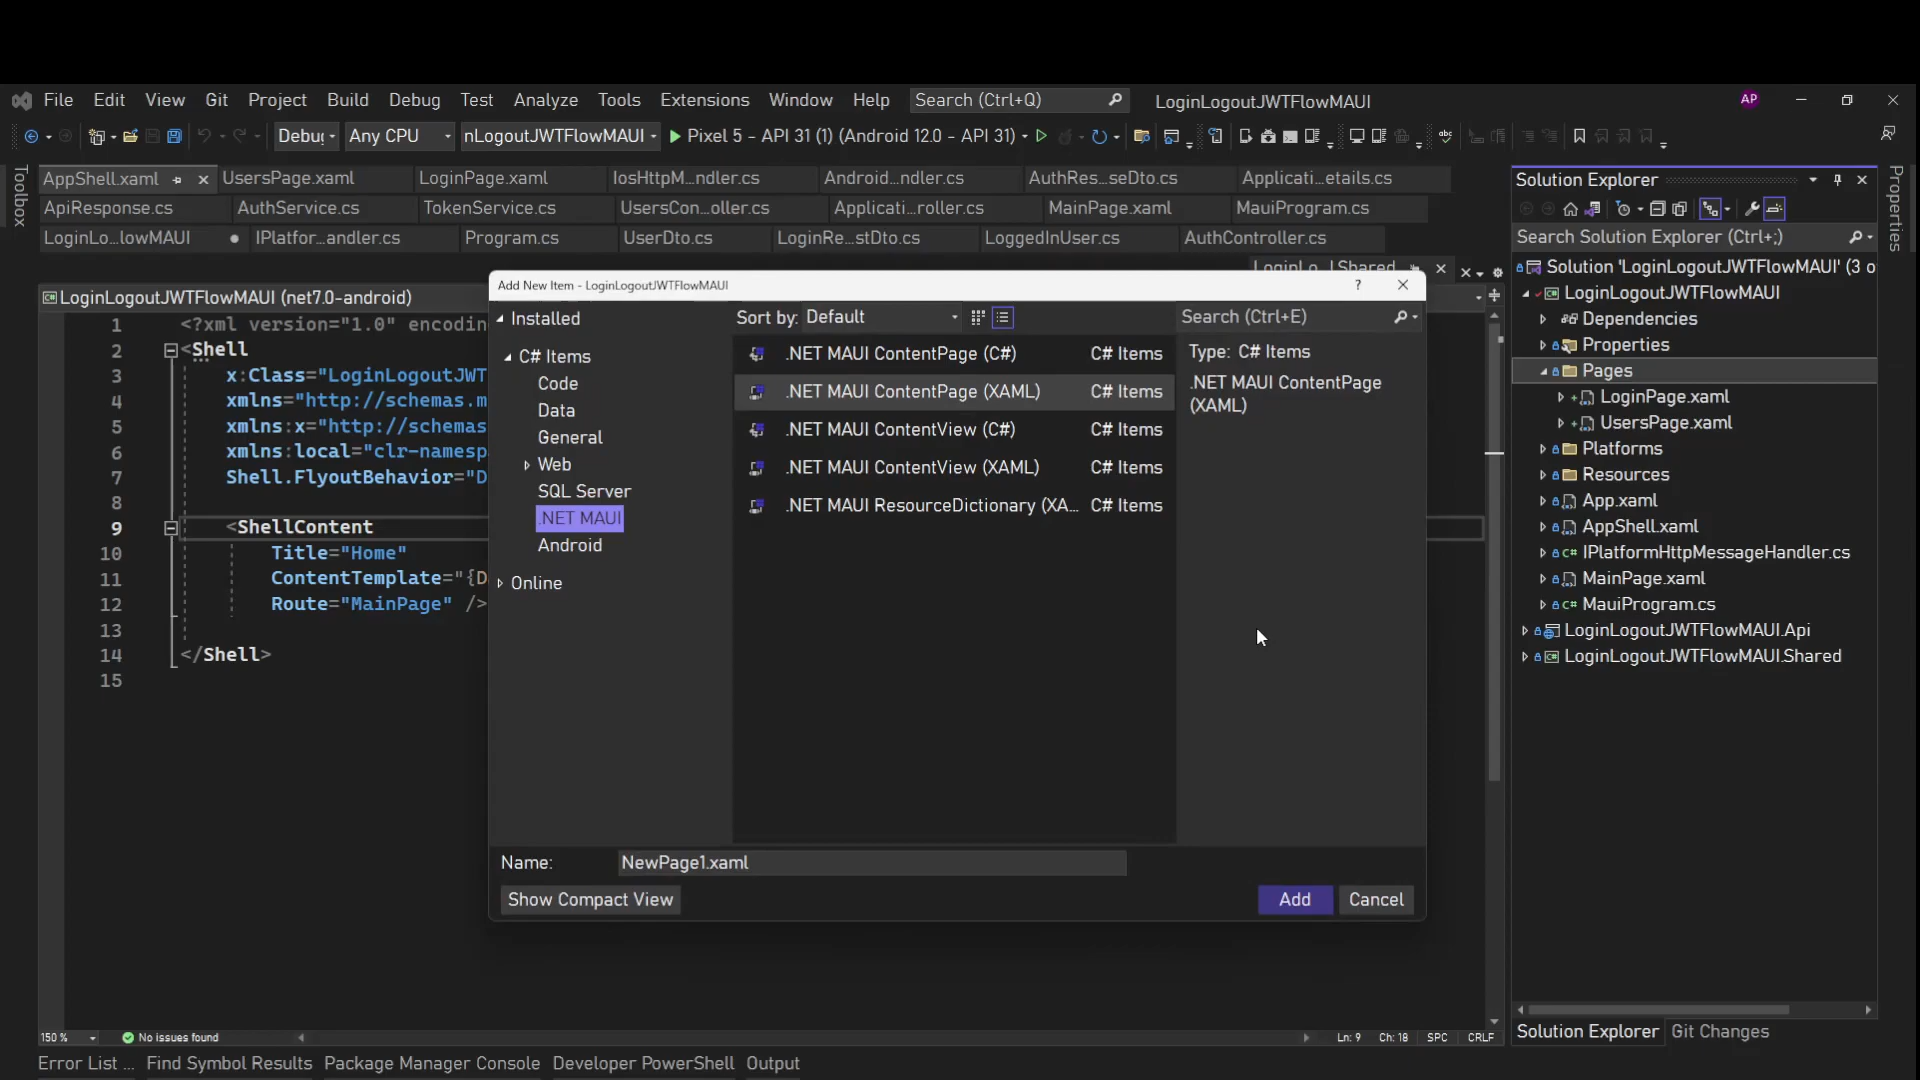 File Edit View Git Project Build Debug Test Analyze Tools Extensions Window Help Search (Ctrl+Q) LoginLogoutJWTFlowMAUI AP
Debug Any CPU nLogoutJWTFlowMAUI Pixel 5 - API 31 (1) (Android 12.0 - API 31)
Toolbox
AppShell.xaml UsersPage.xaml LoginPage.xaml IosHttpM...ndler.cs Android...ndler.cs AuthRes...seDto.cs Applicati...etails.cs
ApiResponse.cs AuthService.cs TokenService.cs UsersCon...oller.cs Applicati...roller.cs MainPage.xaml MauiProgram.cs
LoginLo...lowMAUI IPlatfor...andler.cs Program.cs UserDto.cs LoginRe...stDto.cs LoggedInUser.cs AuthController.cs
LoginLo...I.Shared
LoginLogoutJWTFlowMAUI (net7.0-android)
1 <?xml version="1.0" encodin
2 <Shell
3 x:Class="LoginLogoutJWT
4 xmlns="http://schemas.m
5 xmlns:x="http://schemas
6 xmlns:local="clr-namesp
7 Shell.FlyoutBehavior="D
8
9 <ShellContent
10 Title="Home"
11 ContentTemplate="{D
12 Route="MainPage" />
13
14 </Shell>
15
Add New Item - LoginLogoutJWTFlowMAUI ?
Installed
C# Items
Code
Data
General
Web
SQL Server
.NET MAUI
Android
Online
Sort by: Default
.NET MAUI ContentPage (C#) C# Items
.NET MAUI ContentPage (XAML) C# Items
.NET MAUI ContentView (C#) C# Items
.NET MAUI ContentView (XAML) C# Items
.NET MAUI ResourceDictionary (XA... C# Items
Search (Ctrl+E)
Type: C# Items
.NET MAUI ContentPage
(XAML)
Name: NewPage1.xaml
Show Compact View Add Cancel
Solution Explorer
Search Solution Explorer (Ctrl+;)
Solution 'LoginLogoutJWTFlowMAUI' (3 o
LoginLogoutJWTFlowMAUI
Dependencies
Properties
Pages
LoginPage.xaml
UsersPage.xaml
Platforms
Resources
App.xaml
AppShell.xaml
IPlatformHttpMessageHandler.cs
MainPage.xaml
MauiProgram.cs
LoginLogoutJWTFlowMAUI.Api
LoginLogoutJWTFlowMAUI.Shared
Properties
150 % No issues found Ln: 9 Ch: 18 SPC CRLF
Solution Explorer Git Changes
Error List ... Find Symbol Results Package Manager Console Developer PowerShell Output